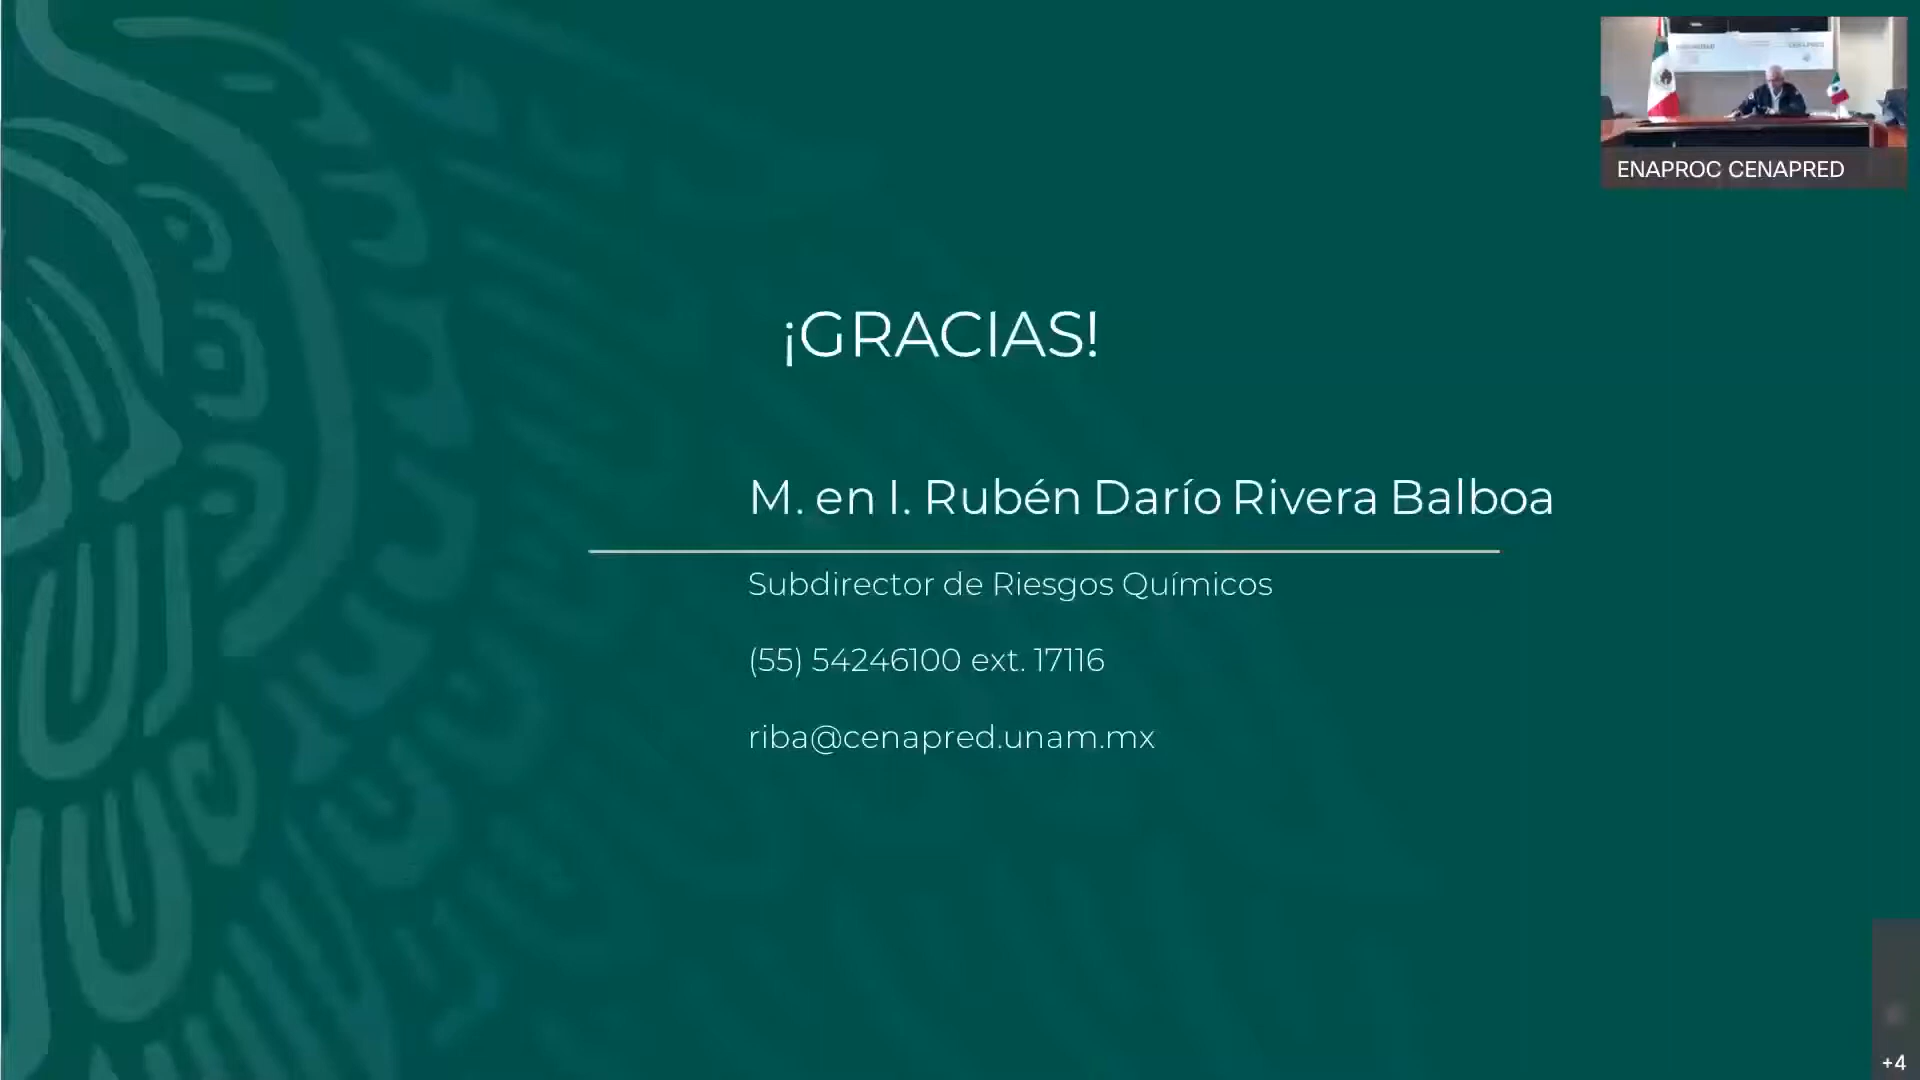 ENAPROC CENAPRED
¡GRACIAS!
M. en I. Rubén Darío Rivera Balboa
Subdirector de Riesgos Químicos
(55) 54246100 ext. 17116
riba@cenapred.unam.mx
+4